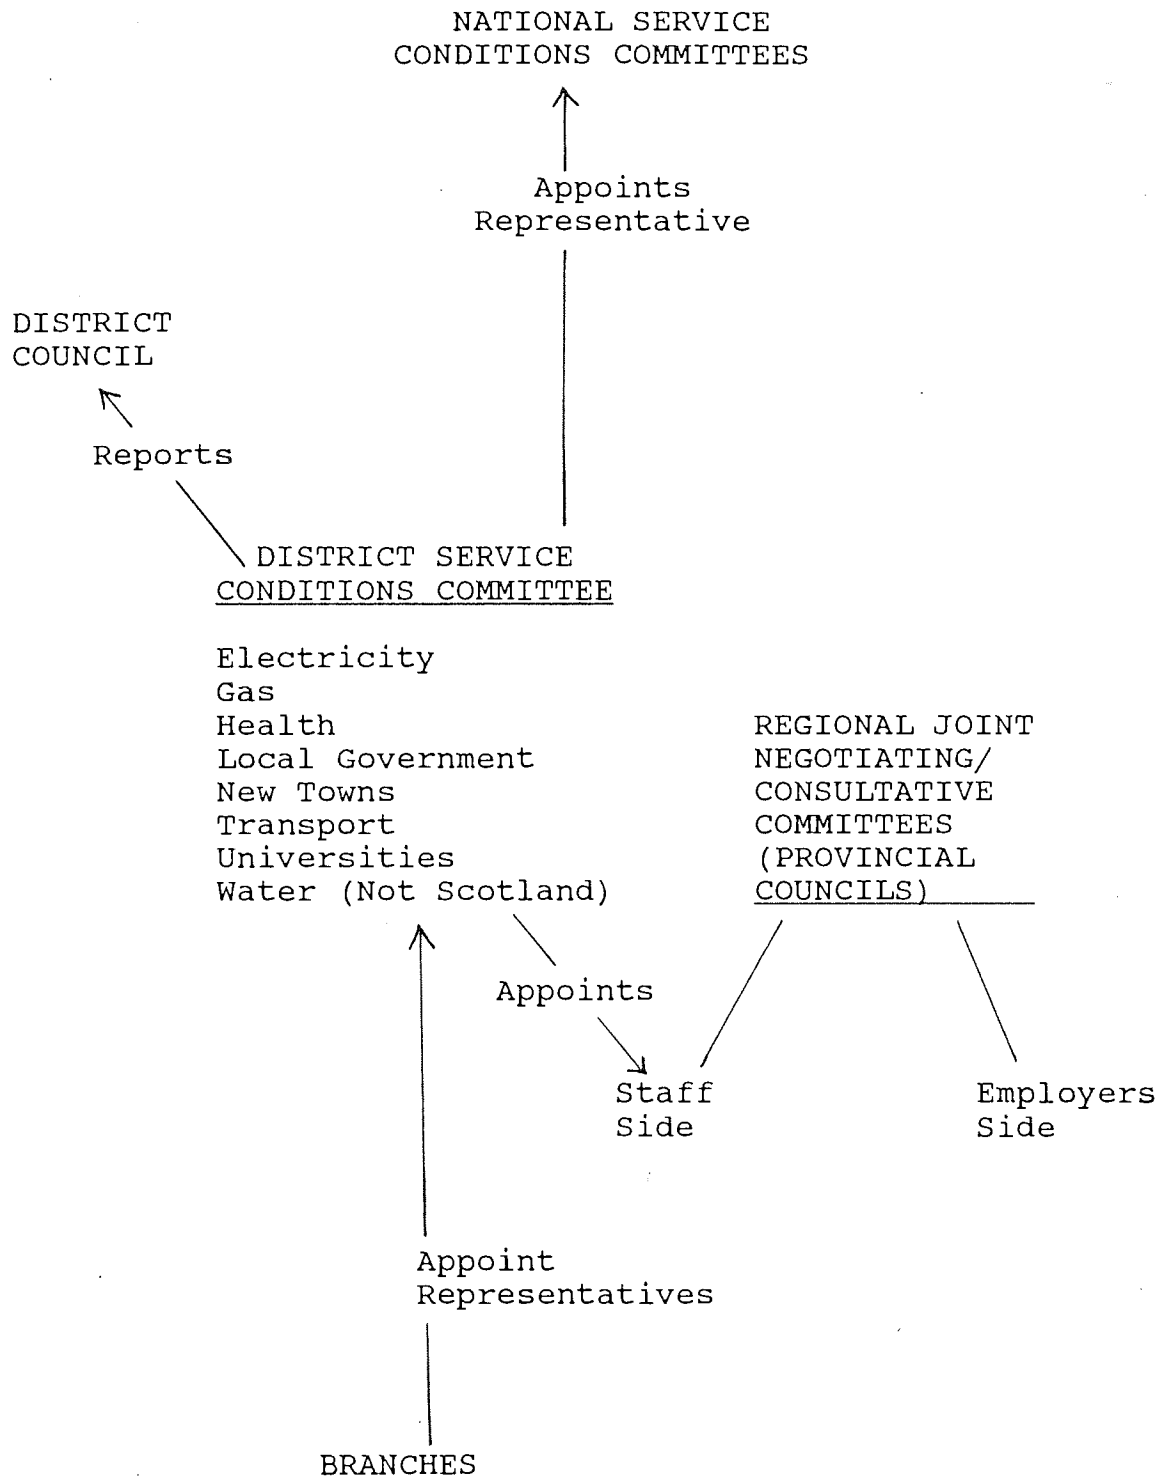 NATIONAL SERVICE
CONDITIONS COMMITTEES
Appoints
Representative
DISTRICT
COUNCIL
Reports
DISTRICT SERVICE
CONDITIONS COMMITTEE
Electricity
Gas
Health
Local Government
New Towns
Transport
Universities
Water (Not Scotland)
REGIONAL JOINT
NEGOTIATING/
CONSULTATIVE
COMMITTEES
(PROVINCIAL
COUNCILS)
Appoints
Staff
Side
Employers
Side
Appoint
Representatives
BRANCHES